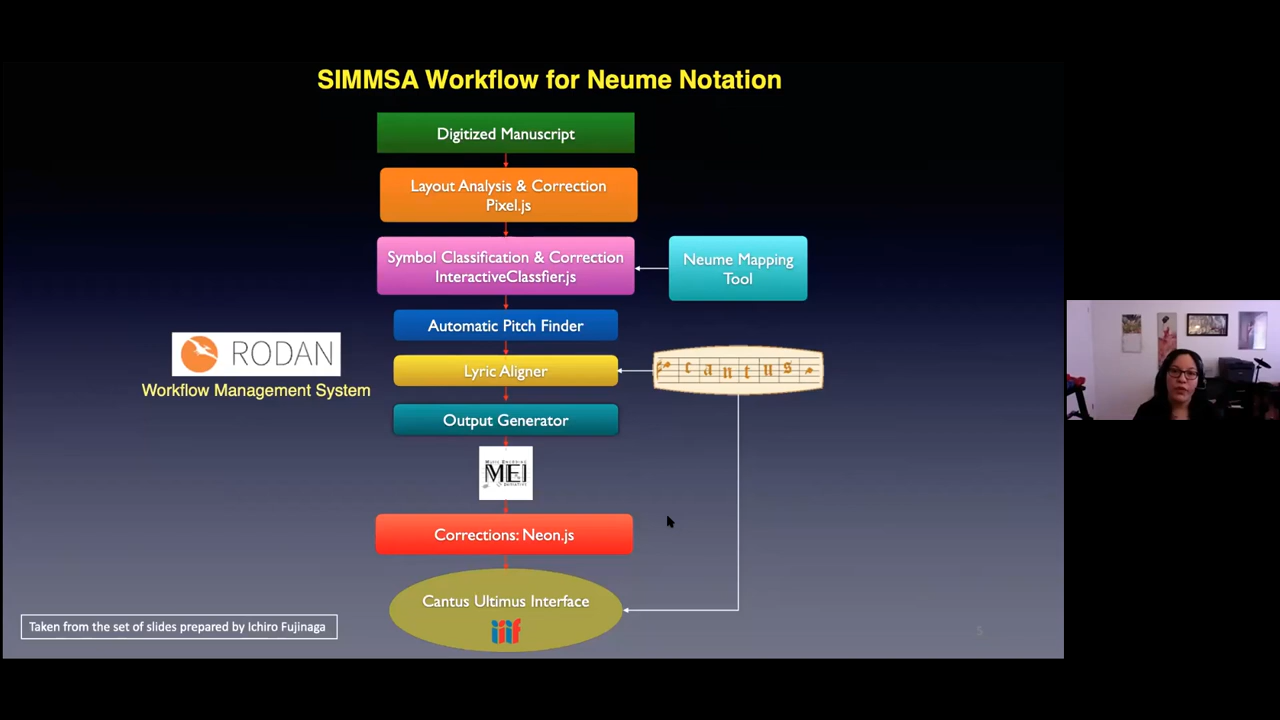 SIMMSA Workflow for Neume Notation
Digitized Manuscript
Layout Analysis & Correction
Pixel.js
Symbol Classification & Correction
InteractiveClassfier.js
Neume Mapping
Tool
Automatic Pitch Finder
RODAN
Workflow Management System
Lyric Aligner
cantus
Output Generator
MEI
Corrections: Neon.js
Cantus Ultimus Interface
iiif
Taken from the set of slides prepared by Ichiro Fujinaga